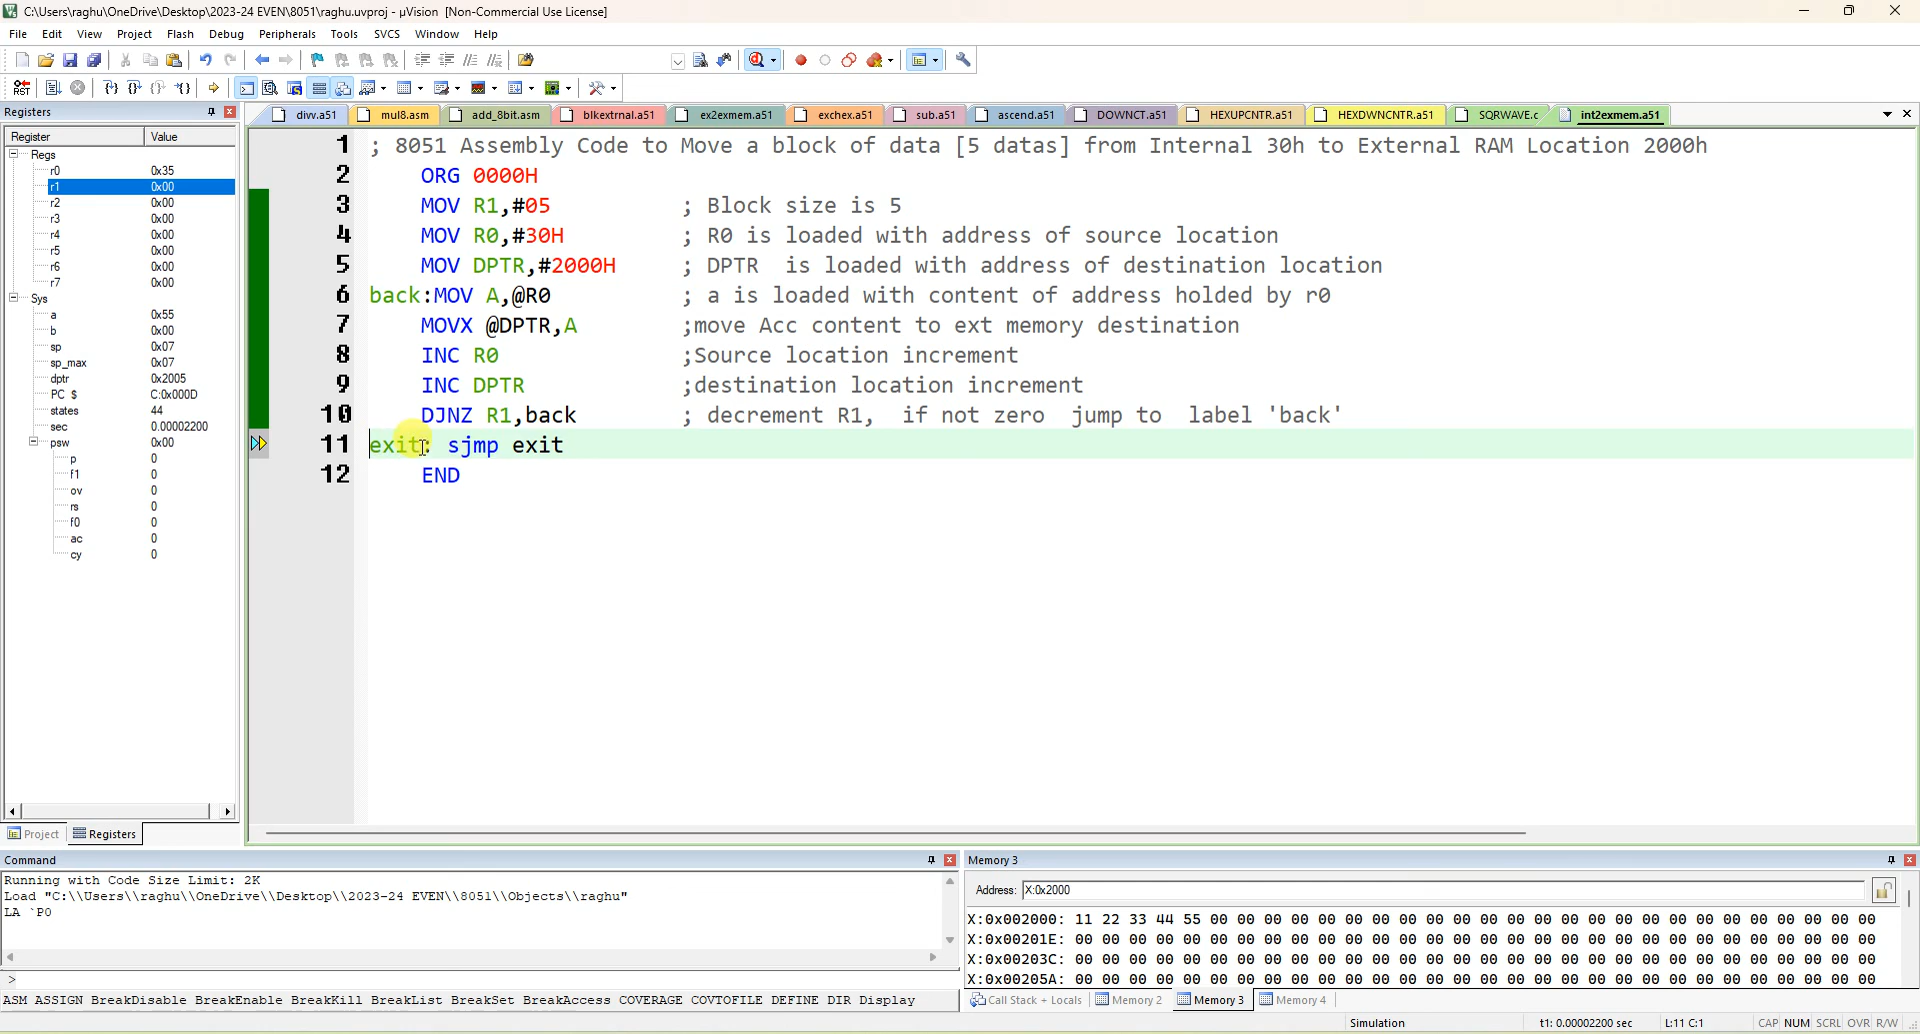 C:\Users\raghu\OneDrive\Desktop\2023-24 EVEN\8051\raghu.uvproj - µVision [Non-Commercial Use License]
File Edit View Project Flash Debug Peripherals Tools SVCS Window Help
Registers
divv.a51 mul8.asm add_8bit.asm blkextrnal.a51 ex2exmem.a51 exchex.a51 sub.a51 ascend.a51 DOWNCT.a51 HEXUPCNTR.a51 HEXDWNCNTR.a51 SQRWAVE.c int2exmem.a51
Register Value
Regs
r0 0x35
r1 0x00
r2 0x00
r3 0x00
r4 0x00
r5 0x00
r6 0x00
r7 0x00
Sys
a 0x55
b 0x00
sp 0x07
sp_max 0x07
dptr 0x2005
PC $ C:0x000D
states 44
sec 0.00002200
psw 0x00
p 0
f1 0
ov 0
rs 0
f0 0
ac 0
cy 0
Project Registers
1 ; 8051 Assembly Code to Move a block of data [5 datas] from Internal 30h to External RAM Location 2000h
2 ORG 0000H
3 MOV R1,#05 ; Block size is 5
4 MOV R0,#30H ; R0 is loaded with address of source location
5 MOV DPTR,#2000H ; DPTR is loaded with address of destination location
6 back:MOV A,@R0 ; a is loaded with content of address holded by r0
7 MOVX @DPTR,A ;move Acc content to ext memory destination
8 INC R0 ;Source location increment
9 INC DPTR ;destination location increment
10 DJNZ R1,back ; decrement R1, if not zero jump to label 'back'
11 exit: sjmp exit
12 END
Command
Running with Code Size Limit: 2K
Load "C:\\Users\\raghu\\OneDrive\\Desktop\\2023-24 EVEN\\8051\\Objects\\raghu"
LA `P0
>
ASM ASSIGN BreakDisable BreakEnable BreakKill BreakList BreakSet BreakAccess COVERAGE COVTOFILE DEFINE DIR Display
Memory 3
Address: X:0x2000
X:0x002000: 11 22 33 44 55 00 00 00 00 00 00 00 00 00 00 00 00 00 00 00 00 00 00 00 00 00 00 00 00 00
X:0x00201E: 00 00 00 00 00 00 00 00 00 00 00 00 00 00 00 00 00 00 00 00 00 00 00 00 00 00 00 00 00 00
X:0x00203C: 00 00 00 00 00 00 00 00 00 00 00 00 00 00 00 00 00 00 00 00 00 00 00 00 00 00 00 00 00 00
X:0x00205A: 00 00 00 00 00 00 00 00 00 00 00 00 00 00 00 00 00 00 00 00 00 00 00 00 00 00 00 00 00 00
Call Stack + Locals Memory 2 Memory 3 Memory 4
Simulation t1: 0.00002200 sec L:11 C:1 CAP NUM SCRL OVR R/W